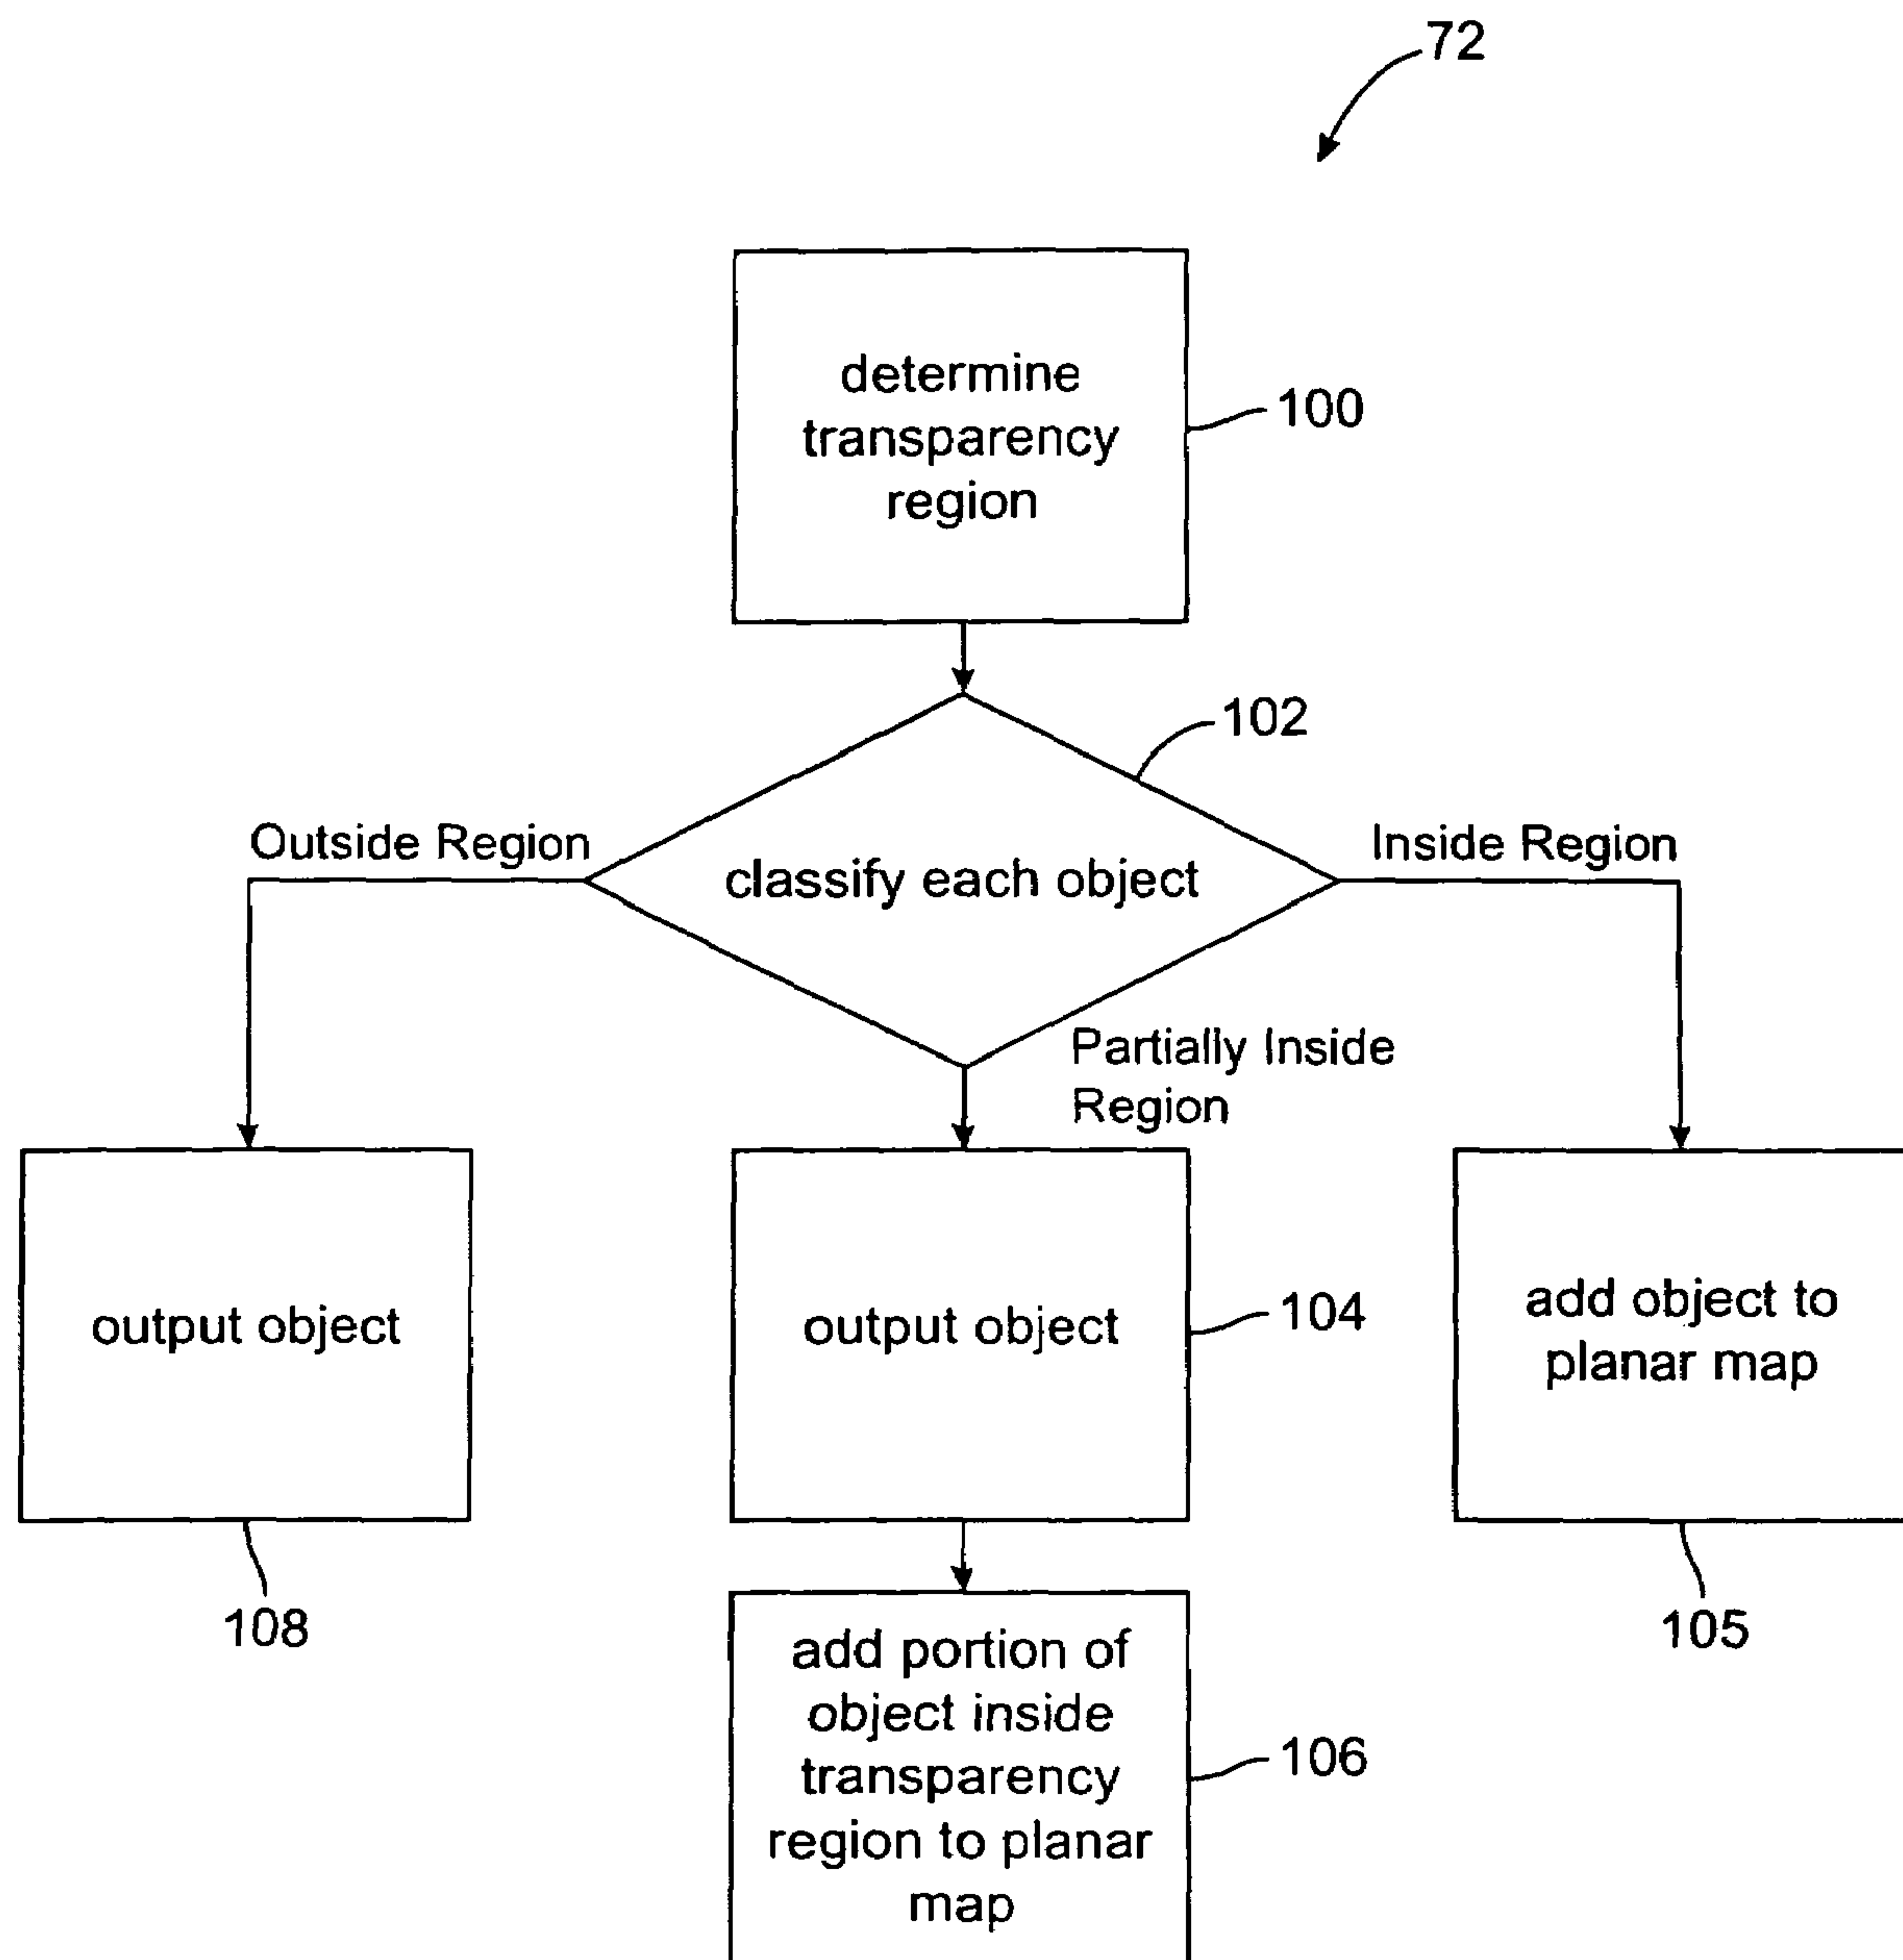 72
determine
transparency
region
100
102
Outside Region
classify each object
Inside Region
Partially Inside
Region
output object
output object
104
add object to
planar map
108
105
add portion of
object inside
transparency
region to planar
map
106